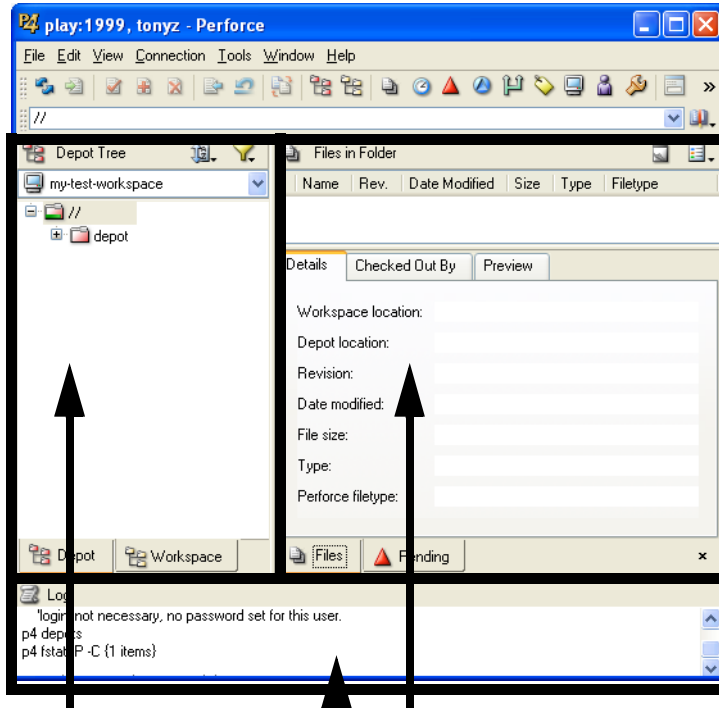 play:1999, tonyz - Perforce
File Edit View Connection Tools Window Help
//
Depot Tree
Files in Folder
my-test-workspace
Name Rev. Date Modified Size Type Filetype
//
depot
Details Checked Out By Preview
Workspace location:
Depot location:
Revision:
Date modified:
File size:
Type:
Perforce filetype:
Depot Workspace
Files Pending
Log
'login' not necessary, no password set for this user.
p4 depots
p4 fstat -P -C {1 items}